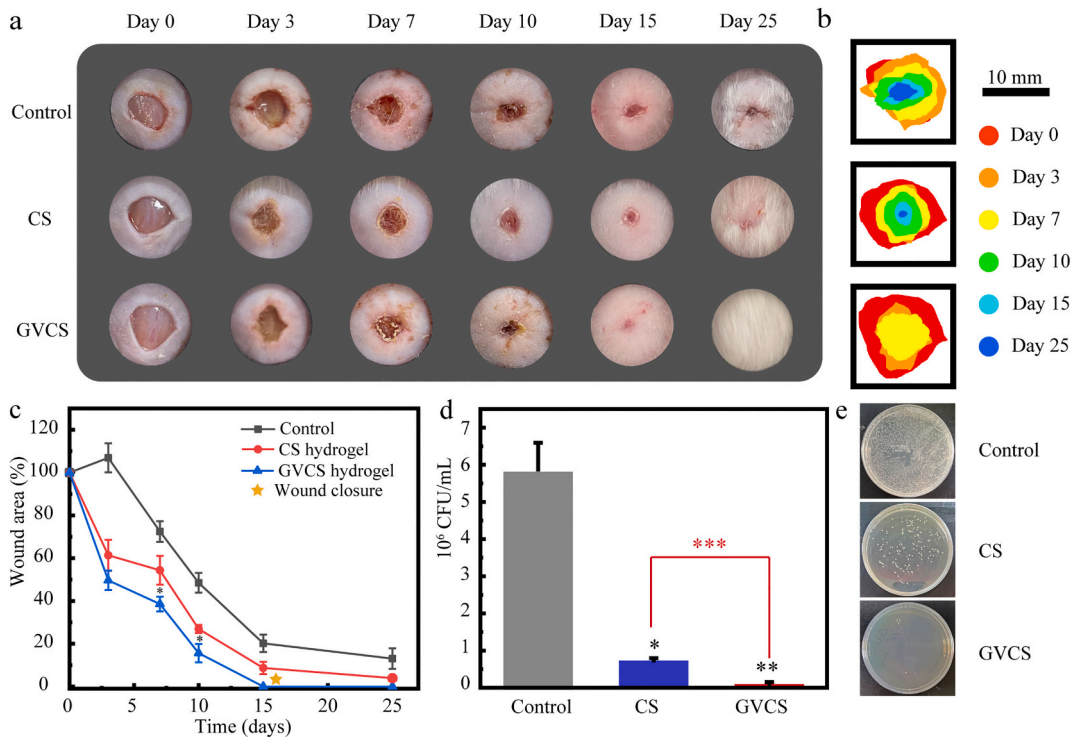 a
Day 0 Day 3 Day 7 Day 10 Day 15 Day 25
Control
CS
GVCS
b
10 mm
Day 0
Day 3
Day 7
Day 10
Day 15
Day 25
c
Wound area (%)
120
100
80
60
40
20
0
Control
CS hydrogel
GVCS hydrogel
Wound closure
*
*
0 5 10 15 20 25
Time (days)
d
10⁶ CFU/mL
7
6
5
4
3
2
1
0
***
*
**
Control CS GVCS
e
Control
CS
GVCS